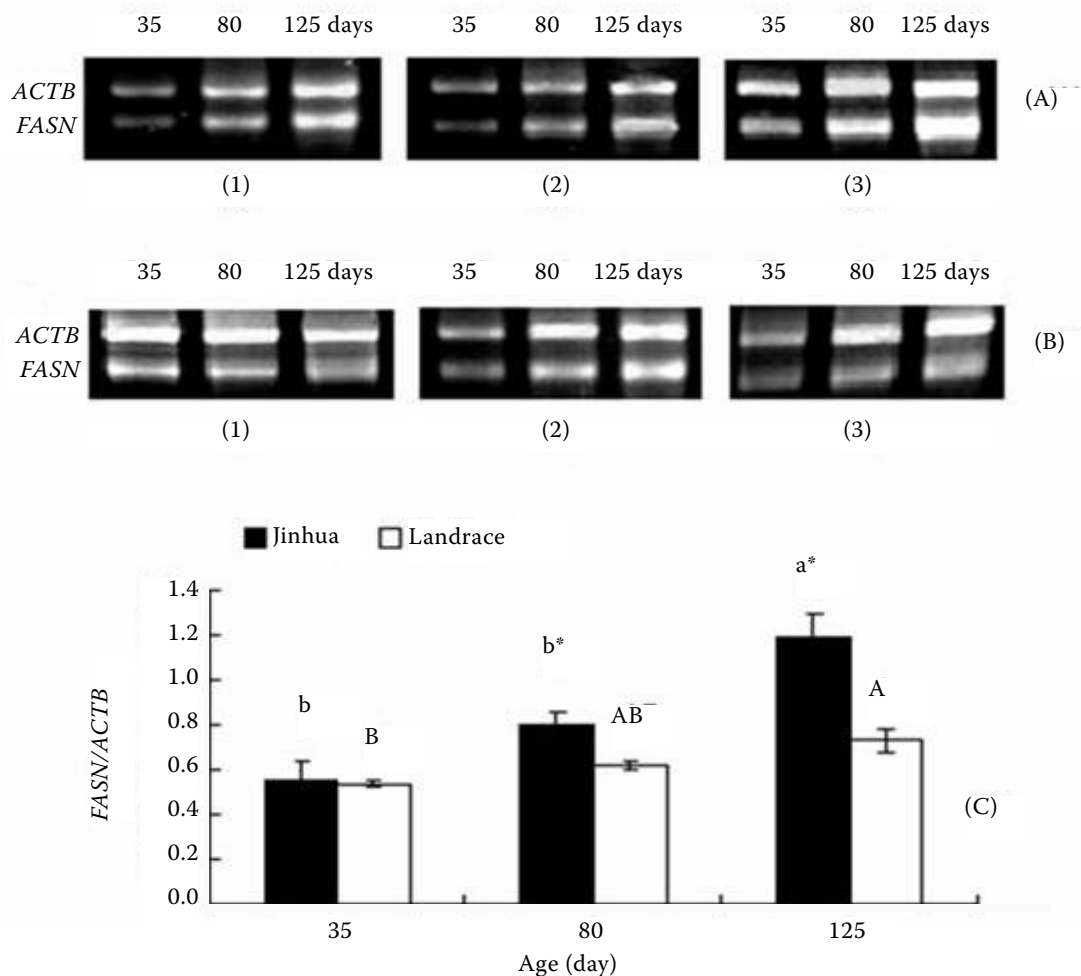 35 80 125 days 35 80 125 days 35 80 125 days
ACTB
FASN
(A)
(1) (2) (3)
35 80 125 days 35 80 125 days 35 80 125 days
ACTB
FASN
(B)
(1) (2) (3)
Jinhua Landrace
a*
1.4
1.2
b*
1.0
A
b
0.8
AB
B
0.6
FASN/ACTB
0.4
(C)
0.2
0.0
35 80 125
Age (day)